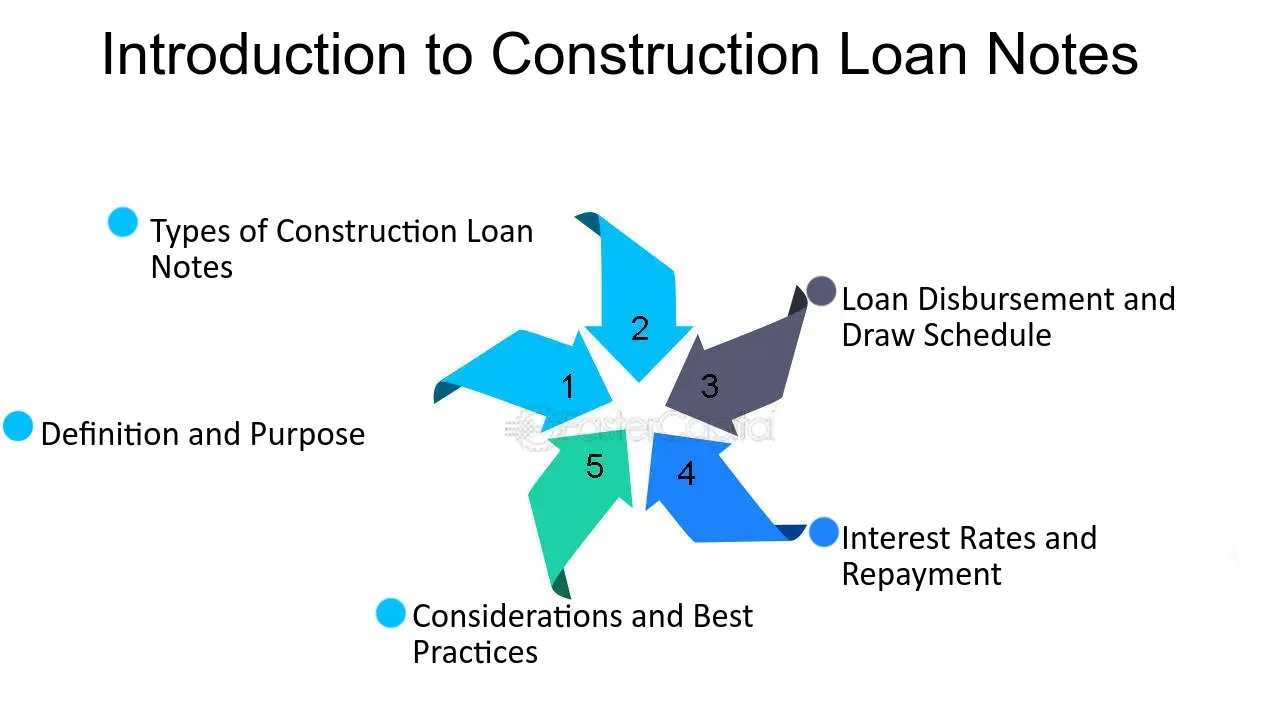 Introduction to Construction Loan Notes
Types of Construction Loan
Notes
2
Loan Disbursement and
Draw Schedule
1
3
FasterCapital
Definition and Purpose
5
4
Interest Rates and
Repayment
Considerations and Best
Practices